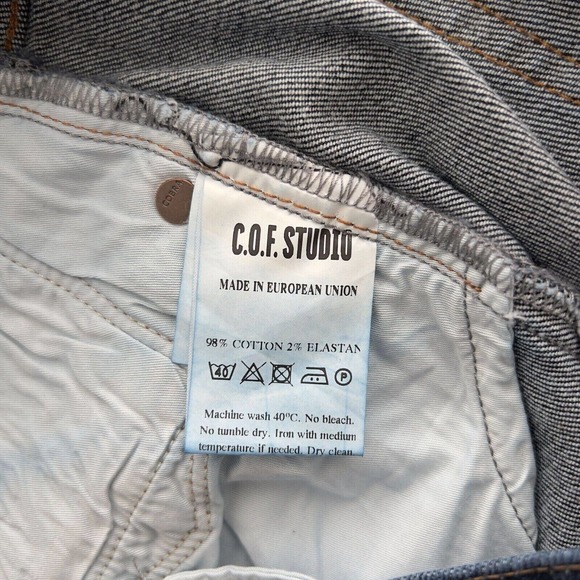 COBRA
C.O.F. STUDIO
MADE IN EUROPEAN UNION
98% COTTON 2% ELASTAN
40
P
Machine wash 40°C. No bleach.
No tumble dry. Iron with medium
temperature if needed. Dry clean